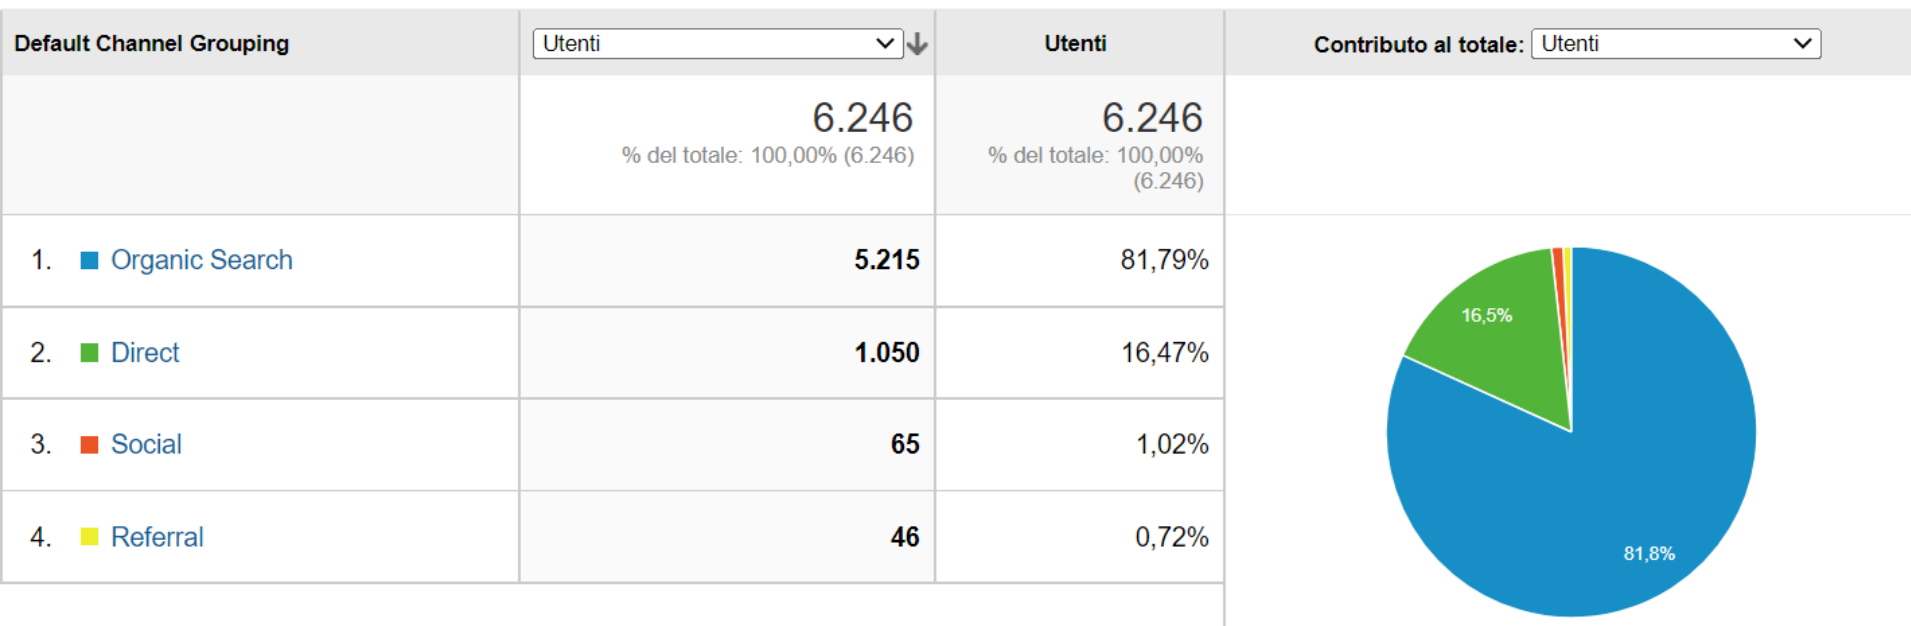 Default Channel Grouping
Utenti
Utenti
Contributo al totale: Utenti
6.246
% del totale: 100,00% (6.246)
6.246
% del totale: 100,00%
(6.246)
1. Organic Search 5.215 81,79%
2. Direct 1.050 16,47%
3. Social 65 1,02%
4. Referral 46 0,72%
16,5%
81,8%